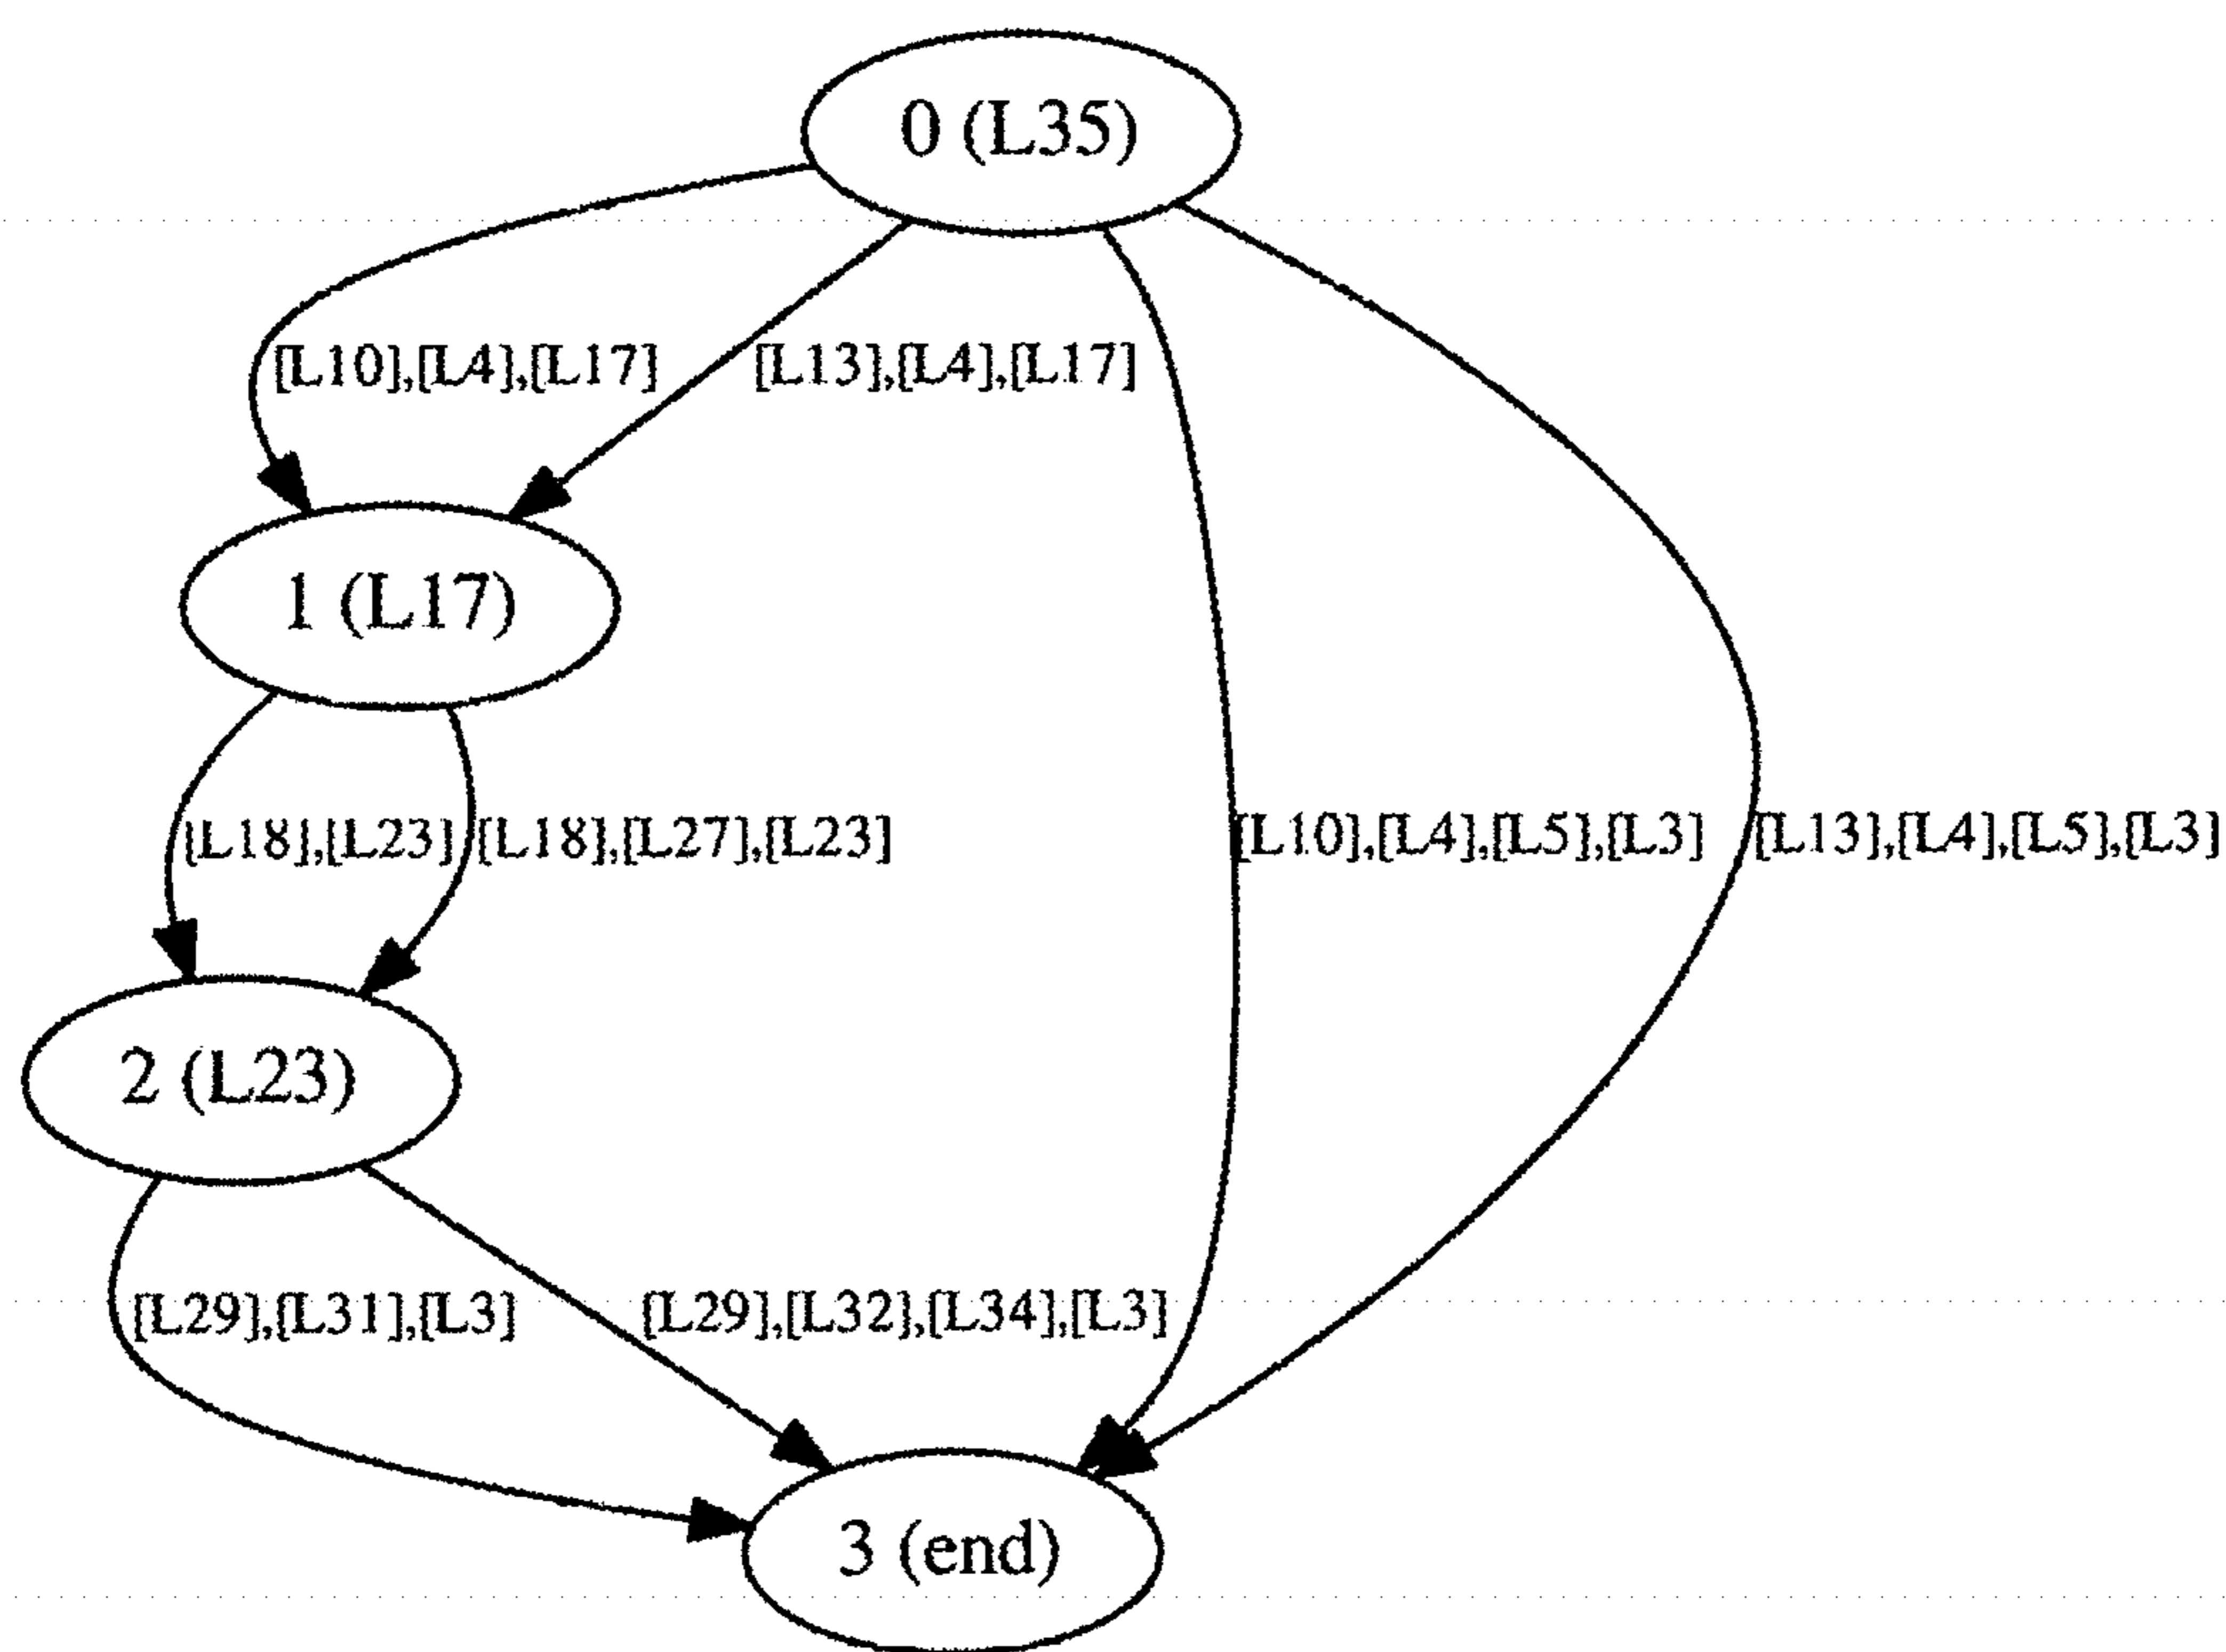 0 (L35)
[L10],[L4],[L17]
[L13],[L4],[L17]
1 (L17)
[L18],[L23]
[L18],[L27],[L23]
[L10],[L4],[L5],[L3]
[L13],[L4],[L5],[L3]
2 (L23)
[L29],[L31],[L3]
[L29],[L32],[L34],[L3]
3 (end)